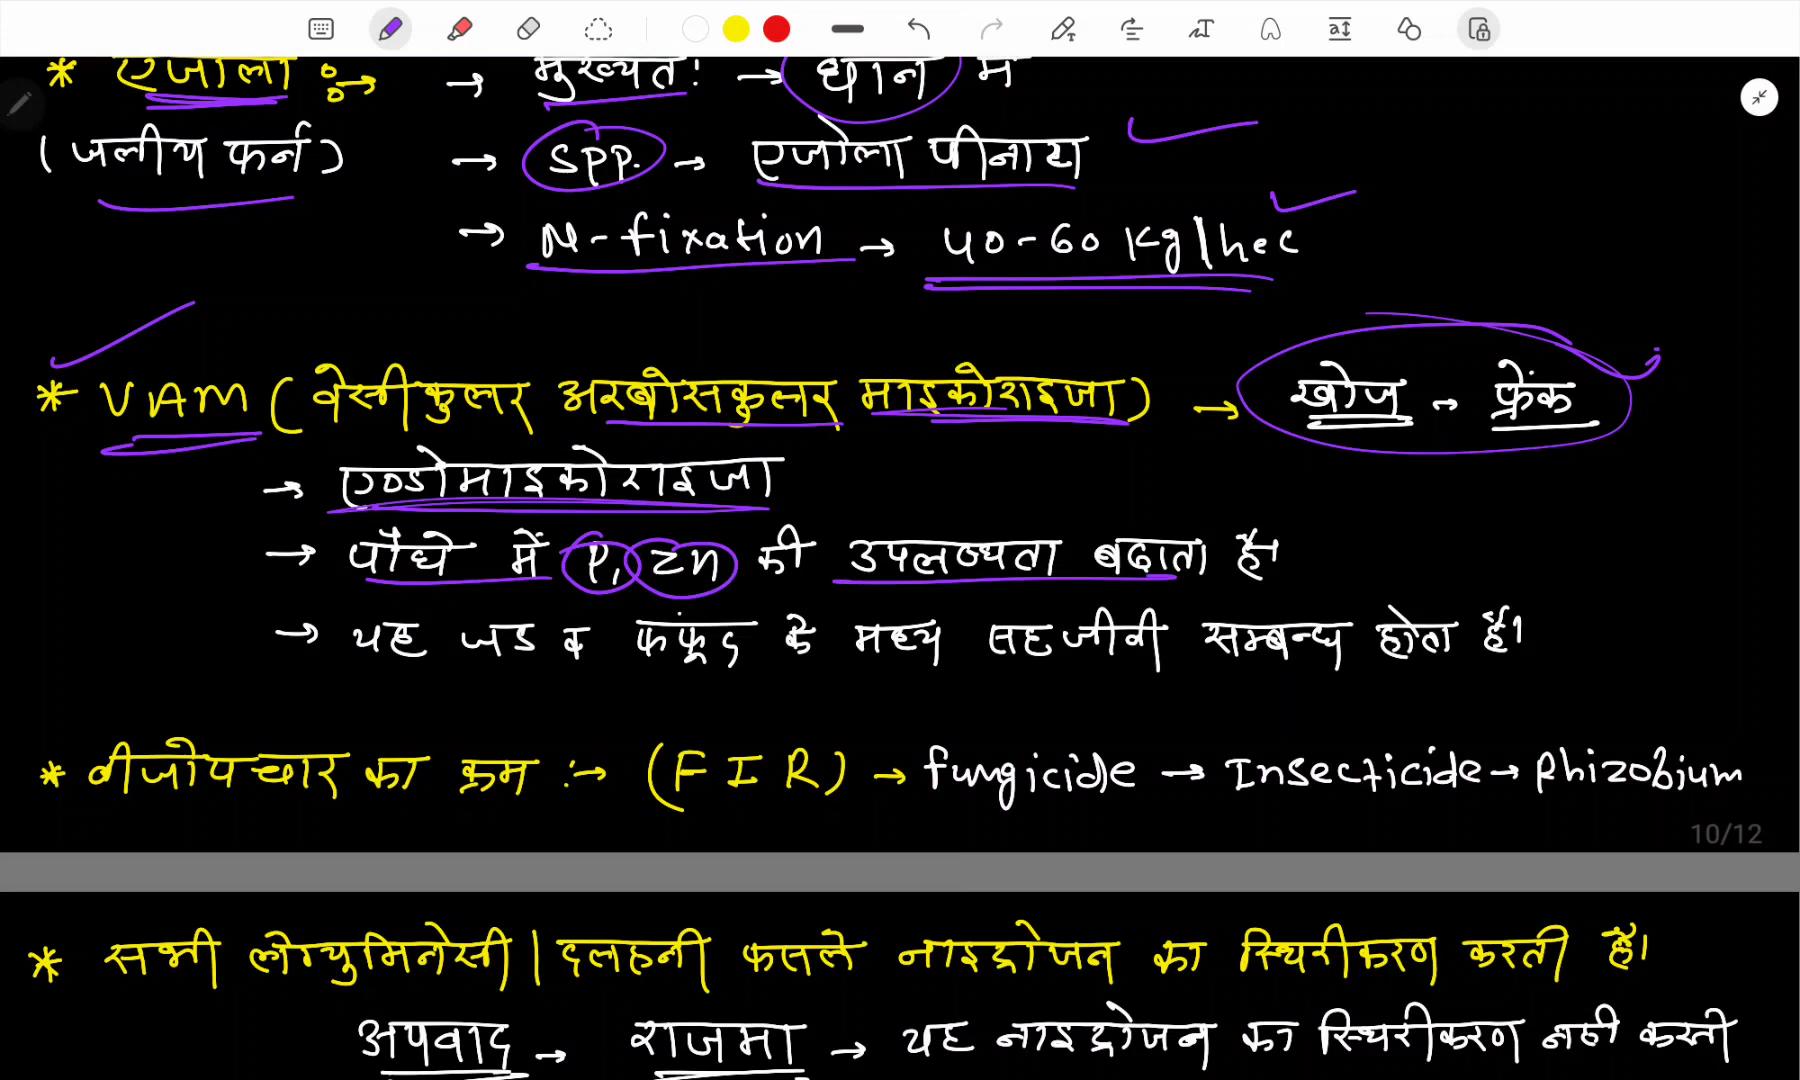 * एजोला :→ → मुख्यत: → धान में
(जलीय फर्न) → spp. → एजोला पीनाटा
→ N-fixation → 40-60 Kg/hec
* VAM (वेसीकुलर अरबोसकुलर माइकोराइजा) → खोज - फ्रेंक
→ एण्डोमाइकोराइजा
→ पौधे में P, Zn की उपलब्धता बढाता है।
→ यह जड व फफूंद के मध्य सहजीवी सम्बन्ध होता है।
* बीजोपचार का क्रम :→ (F I R) → fungicide → Insecticide → Rhizobium
10/12
* सभी लेग्युमिनेसी | दलहनी फसले नाइट्रोजन का स्थिरीकरण करती है।
अपवाद → राजमा → यह नाइट्रोजन का स्थिरीकरण नही करती